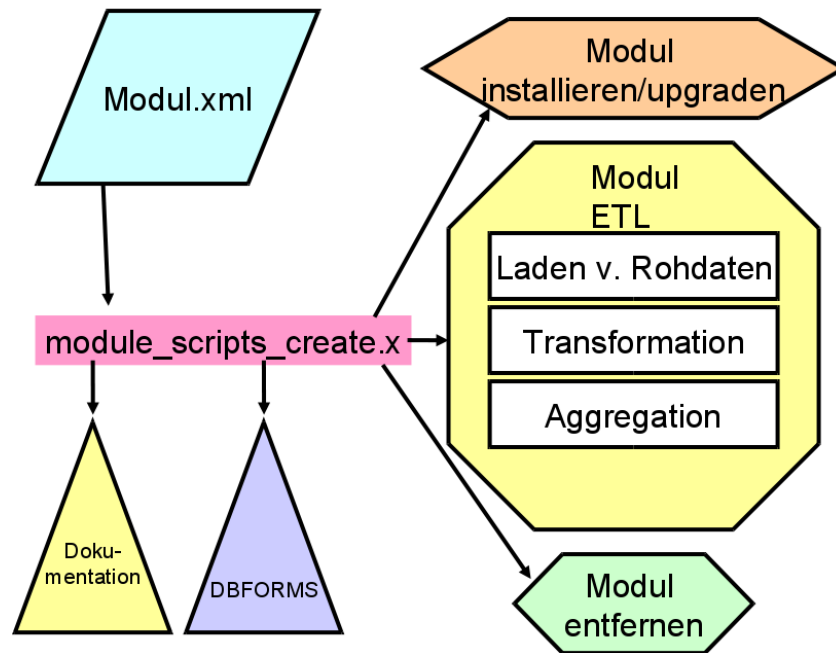 Modul.xml
Modul
installieren/upgraden
Modul
ETL
Laden v. Rohdaten
Transformation
Aggregation
module_scripts_create.x
Doku-
mentation
DBFORMS
Modul
entfernen